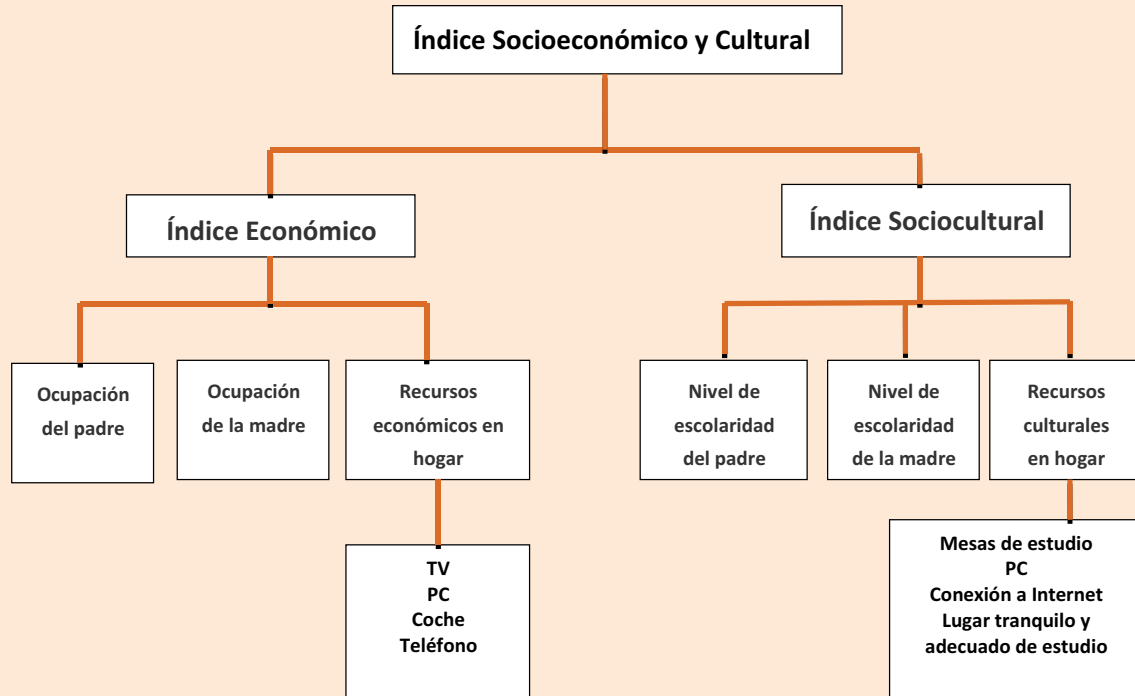 Índice Socioeconómico y Cultural
Índice Económico
Índice Sociocultural
Ocupación
del padre
Ocupación
de la madre
Recursos
económicos en
hogar
Nivel de
escolaridad
del padre
Nivel de
escolaridad
de la madre
Recursos
culturales
en hogar
TV
PC
Coche
Teléfono
Mesas de estudio
PC
Conexión a Internet
Lugar tranquilo y
adecuado de estudio